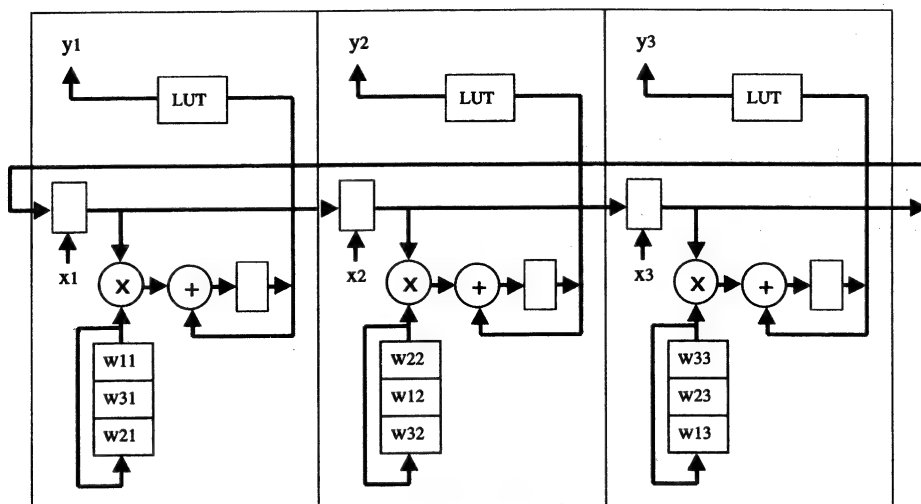 y1 y2 y3
LUT LUT LUT
x1 x2 x3
X + X + X +
w11 w22 w33
w31 w12 w23
w21 w32 w13